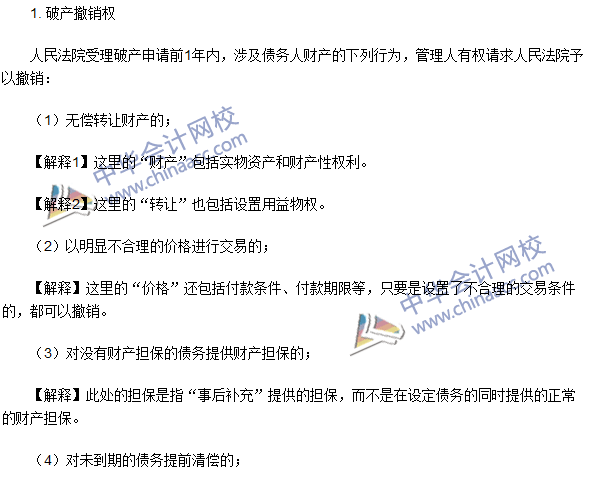 1. 破产撤销权
人民法院受理破产申请前1年内，涉及债务人财产的下列行为，管理人有权请求人民法院予
以撤销：
（1）无偿转让财产的；
【解释1】这里的“财产”包括实物资产和财产性权利。
【解释2】这里的“转让”也包括设置用益物权。
（2）以明显不合理的价格进行交易的；
【解释】这里的“价格”还包括付款条件、付款期限等，只要是设置了不合理的交易条件
的，都可以撤销。
（3）对没有财产担保的债务提供财产担保的；
【解释】此处的担保是指“事后补充”提供的担保，而不是在设定债务的同时提供的正常
的财产担保。
（4）对未到期的债务提前清偿的；
中华会计网校
www.chinaacc.com
中华会计网校
www.chinaacc.com